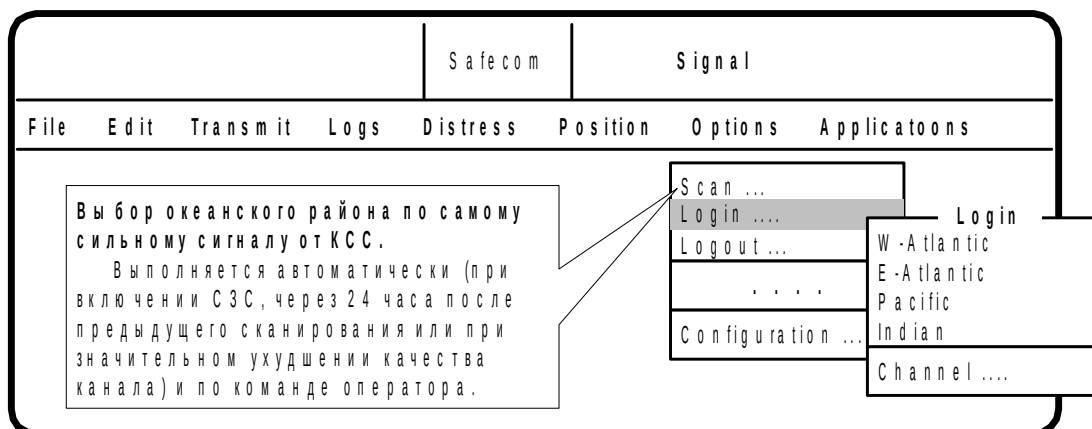 Safecom Signal
File Edit Transmit Logs Distress Position Options Applicatoons
Выбор океанского района по самому
сильному сигналу от КСС.
Выполняется автоматически (при
включении СЗС, через 24 часа после
предыдущего сканирования или при
значительном ухудшении качества
канала) и по команде оператора.
Scan ...
Login ....
Logout ...
. . . .
Configuration ...
Login
W-Atlantic
E-Atlantic
Pacific
Indian
Channel ....